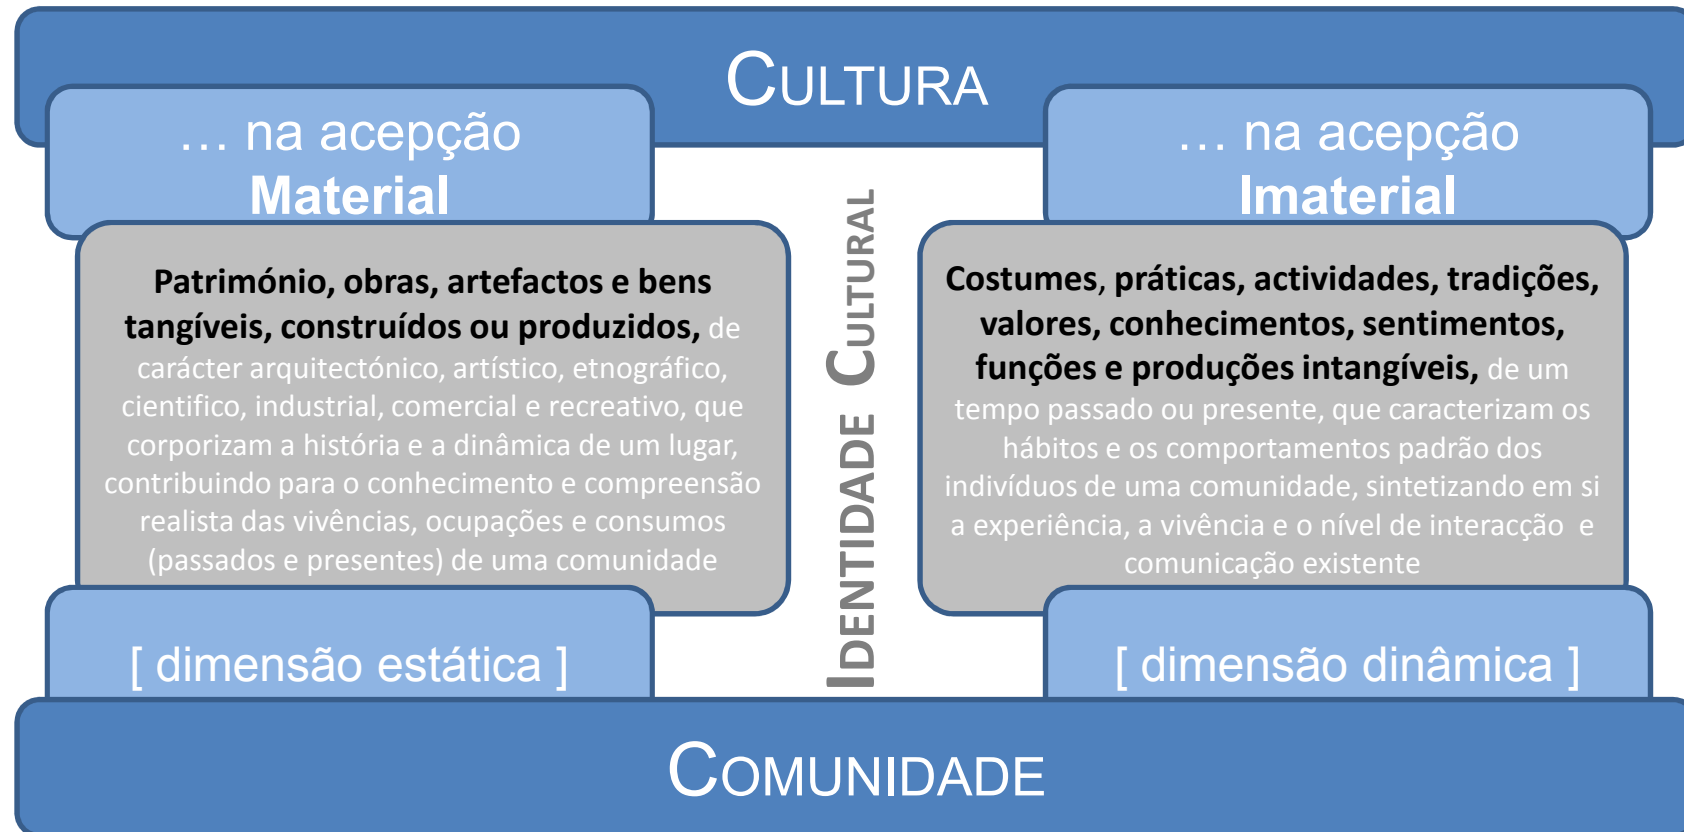 CULTURA
… na acepção
Material
Património, obras, artefactos e bens
tangíveis, construídos ou produzidos, de
carácter arquitectónico, artístico, etnográfico,
cientifico, industrial, comercial e recreativo, que
corporizam a história e a dinâmica de um lugar,
contribuindo para o conhecimento e compreensão
realista das vivências, ocupações e consumos
(passados e presentes) de uma comunidade
[ dimensão estática ]
IDENTIDADE CULTURAL
… na acepção
Imaterial
Costumes, práticas, actividades, tradições,
valores, conhecimentos, sentimentos,
funções e produções intangíveis, de um
tempo passado ou presente, que caracterizam os
hábitos e os comportamentos padrão dos
indivíduos de uma comunidade, sintetizando em si
a experiência, a vivência e o nível de interacção e
comunicação existente
[ dimensão dinâmica ]
COMUNIDADE